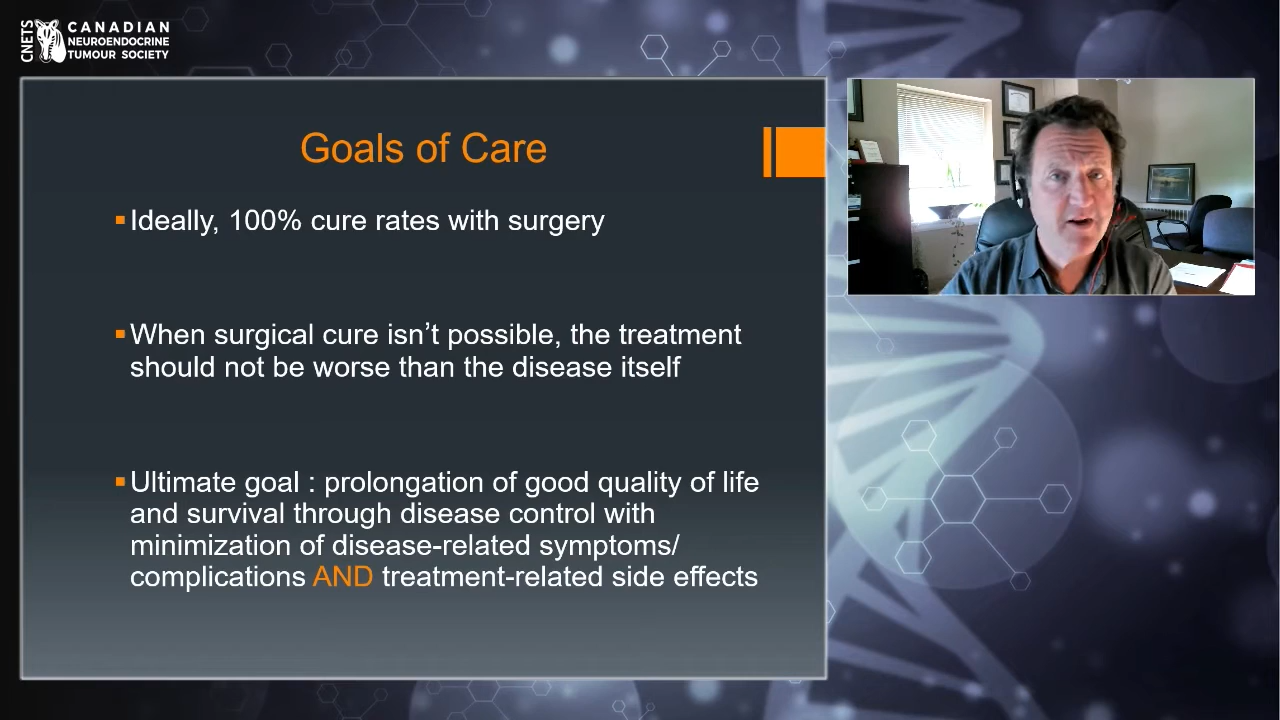 CNETS
CANADIAN
NEUROENDOCRINE
TUMOUR SOCIETY
Goals of Care
Ideally, 100% cure rates with surgery
When surgical cure isn’t possible, the treatment
should not be worse than the disease itself
Ultimate goal : prolongation of good quality of life
and survival through disease control with
minimization of disease-related symptoms/
complications AND treatment-related side effects